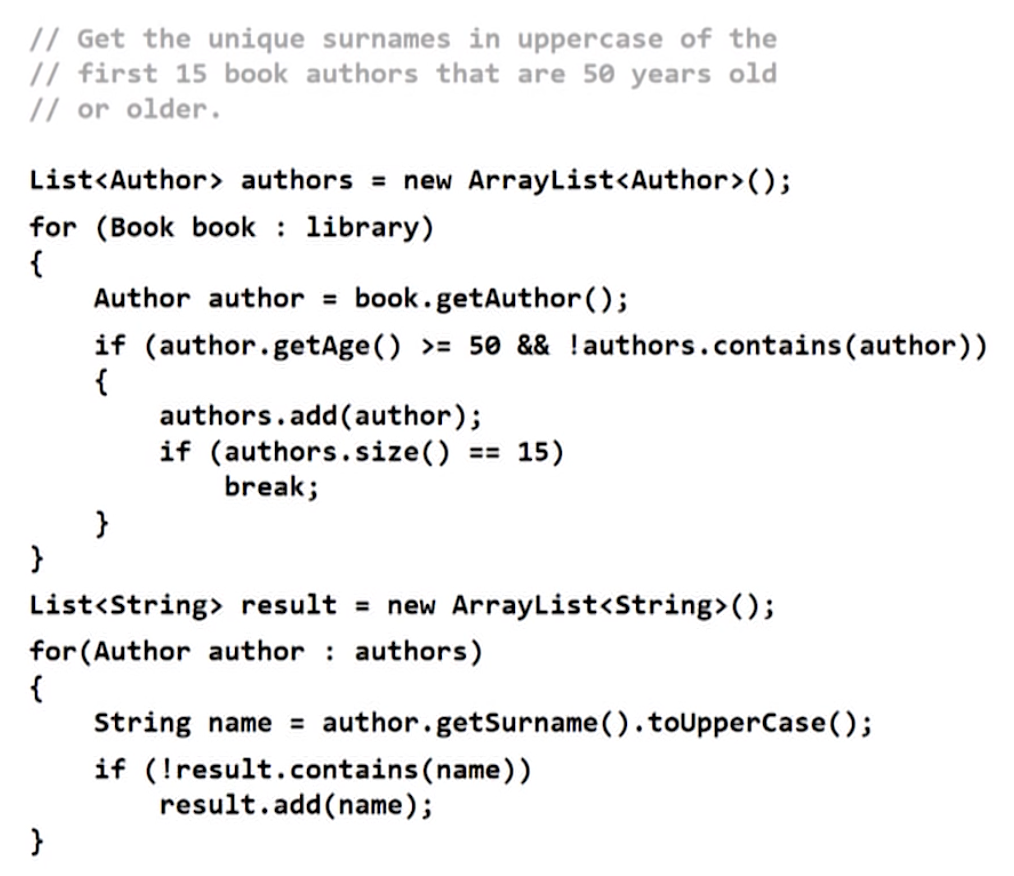 // Get the unique surnames in uppercase of the
// first 15 book authors that are 50 years old
// or older.
List<Author> authors = new ArrayList<Author>();
for (Book book : library)
{
    Author author = book.getAuthor();
    if (author.getAge() >= 50 && !authors.contains(author))
    {
        authors.add(author);
        if (authors.size() == 15)
            break;
    }
}
List<String> result = new ArrayList<String>();
for(Author author : authors)
{
    String name = author.getSurname().toUpperCase();
    if (!result.contains(name))
        result.add(name);
}